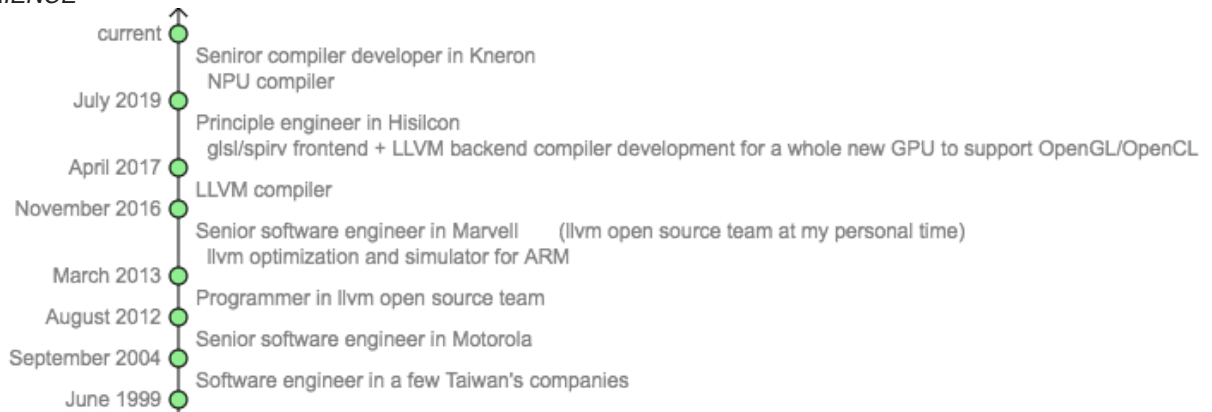 current
Seniror compiler developer in Kneron
NPU compiler
July 2019
Principle engineer in Hisilcon
glsl/spirv frontend + LLVM backend compiler development for a whole new GPU to support OpenGL/OpenCL
April 2017
LLVM compiler
November 2016
Senior software engineer in Marvell (llvm open source team at my personal time)
llvm optimization and simulator for ARM
March 2013
Programmer in llvm open source team
August 2012
Senior software engineer in Motorola
September 2004
Software engineer in a few Taiwan's companies
June 1999